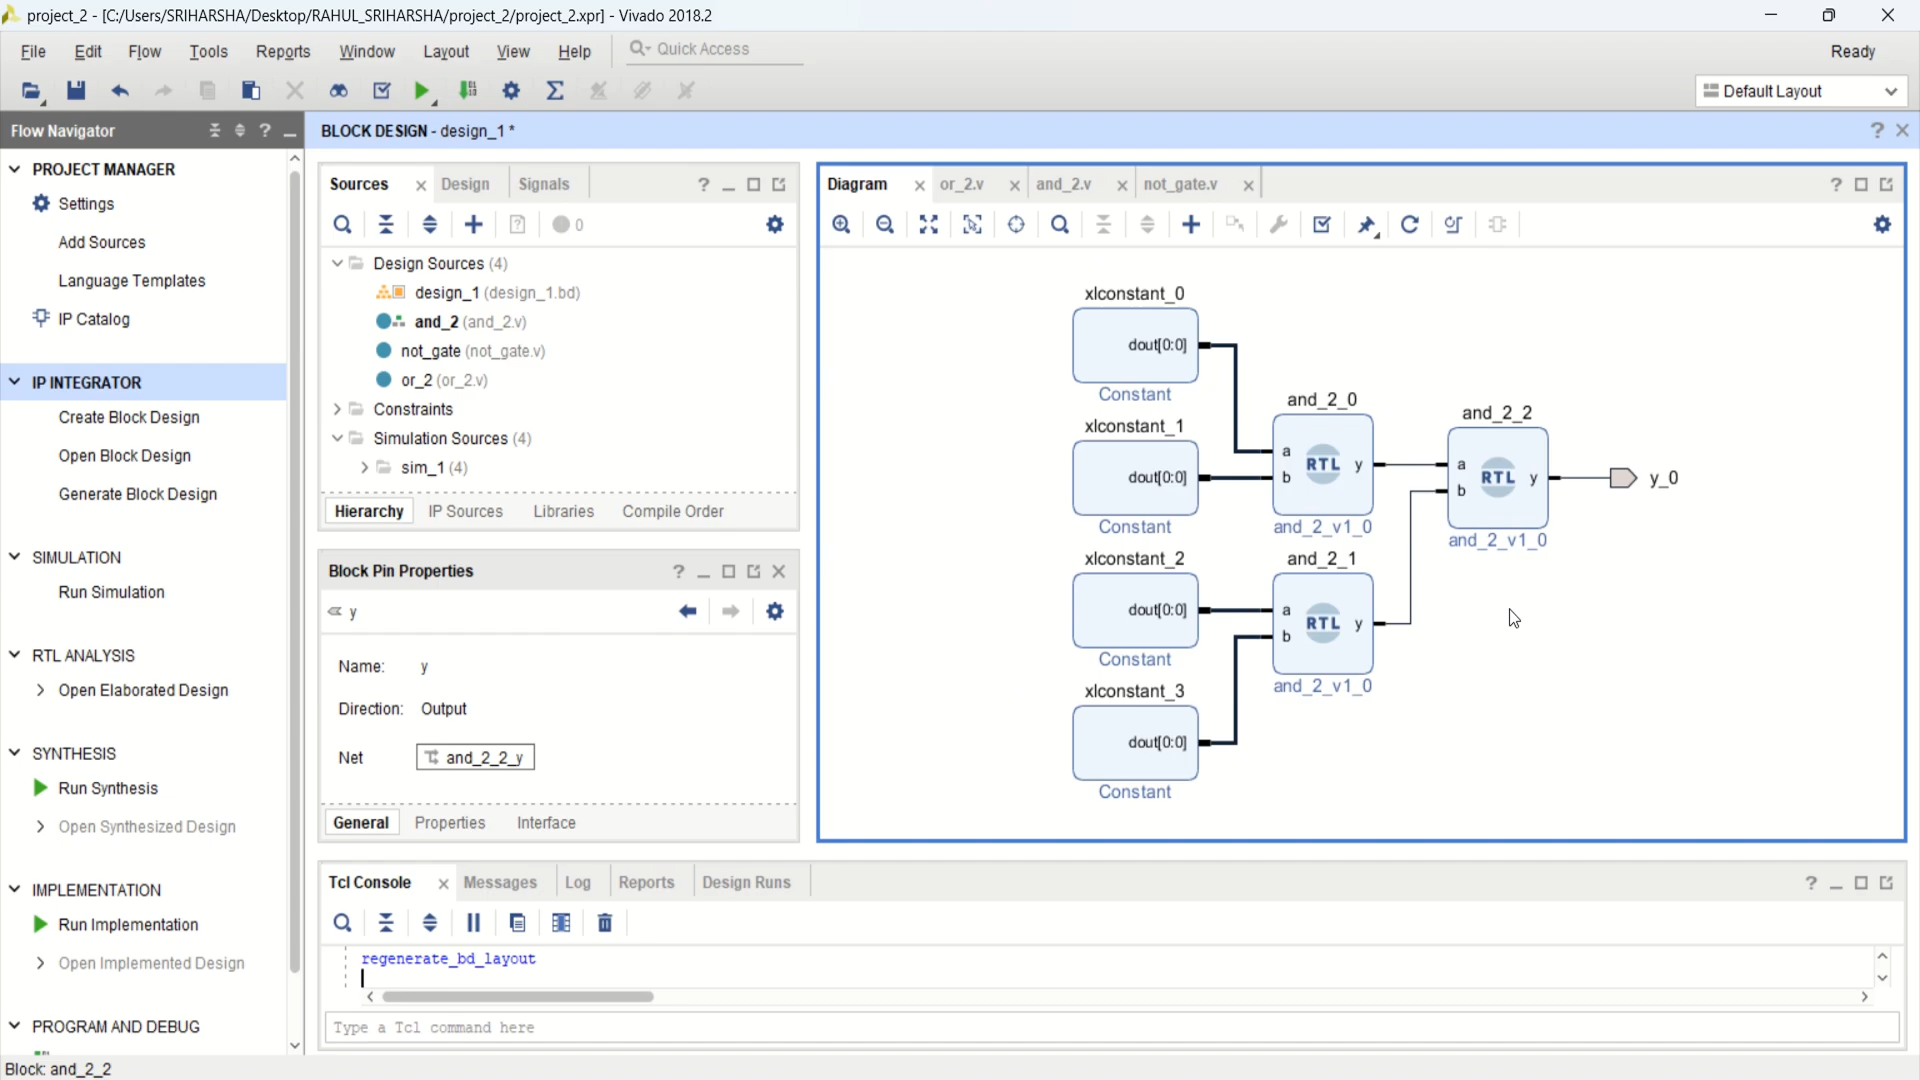 project_2 - [C:/Users/SRIHARSHA/Desktop/RAHUL_SRIHARSHA/project_2/project_2.xpr] - Vivado 2018.2
File Edit Flow Tools Reports Window Layout View Help Quick Access Ready
Default Layout
Flow Navigator
BLOCK DESIGN - design_1 *
PROJECT MANAGER
Settings
Add Sources
Language Templates
IP Catalog
IP INTEGRATOR
Create Block Design
Open Block Design
Generate Block Design
SIMULATION
Run Simulation
RTL ANALYSIS
Open Elaborated Design
SYNTHESIS
Run Synthesis
Open Synthesized Design
IMPLEMENTATION
Run Implementation
Open Implemented Design
PROGRAM AND DEBUG
Block: and_2_2
Sources Design Signals
0
Design Sources (4)
design_1 (design_1.bd)
and_2 (and_2.v)
not_gate (not_gate.v)
or_2 (or_2.v)
Constraints
Simulation Sources (4)
sim_1 (4)
Hierarchy IP Sources Libraries Compile Order
Block Pin Properties
y
Name: y
Direction: Output
Net and_2_2_y
General Properties Interface
Diagram or_2.v and_2.v not_gate.v
xlconstant_0
dout[0:0]
Constant
xlconstant_1
dout[0:0]
Constant
xlconstant_2
dout[0:0]
Constant
xlconstant_3
dout[0:0]
Constant
and_2_0
a
b
RTL
y
and_2_v1_0
and_2_1
a
b
RTL
y
and_2_v1_0
and_2_2
a
b
RTL
y
and_2_v1_0
y_0
Tcl Console Messages Log Reports Design Runs
regenerate_bd_layout
Type a Tcl command here